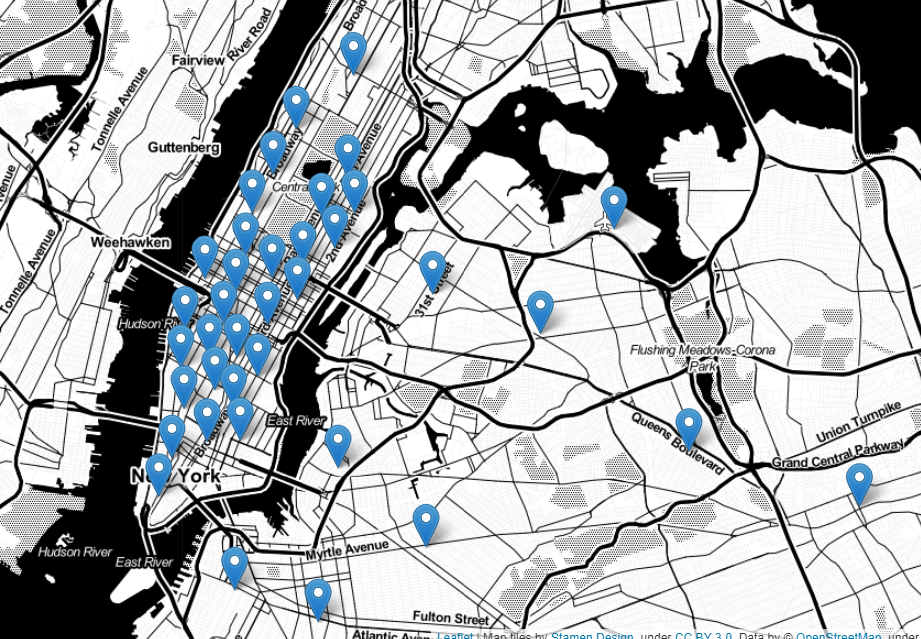 Broad
River Road
Fairview
Tonnelle Avenue
Guttenberg
Broadway
Avenue
Central
2nd Avenue
Weehawken
Tonnelle Avenue
31st Street
Hudson Riv
Flushing Meadows-Corona
Park
Queens Boulevard
Union Turnpike
Grand Central Parkway
East River
Broadway
New York
Hudson River
East River
Myrtle Avenue
Fulton Street
Atlantic Aven
Leaflet | Map tiles by Stamen Design, under CC BY 3.0. Data by © OpenStreetMap, under